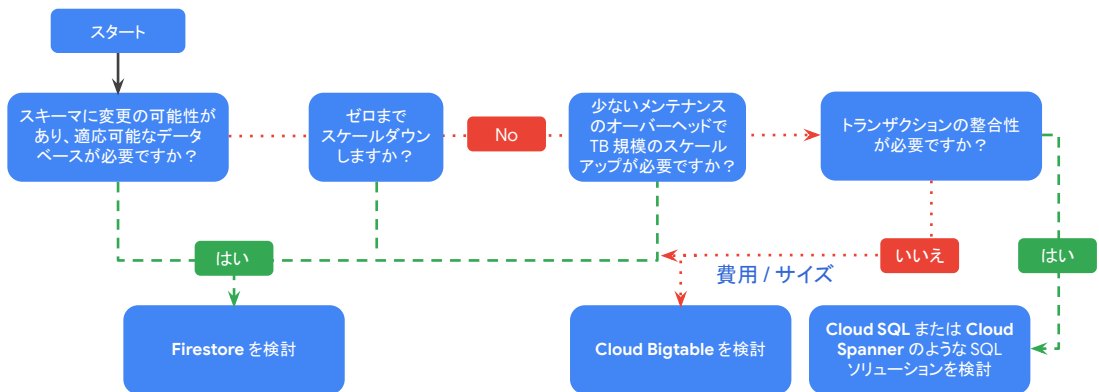 スタート
スキーマに変更の可能性が
あり、適応可能なデータ
ベースが必要ですか？
ゼロまで
スケールダウン
しますか？
No
少ないメンテナンス
のオーバーヘッドで
TB 規模のスケール
アップが必要ですか？
トランザクションの整合性
が必要ですか？
はい
いいえ
はい
費用 / サイズ
Firestore を検討
Cloud Bigtable を検討
Cloud SQL または Cloud
Spanner のような SQL
ソリューションを検討